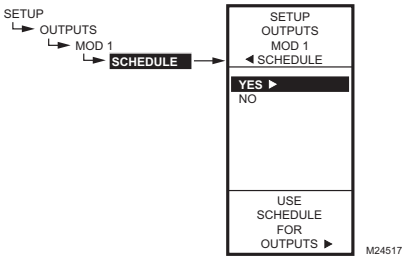 SETUP
OUTPUTS
MOD 1
SCHEDULE
SETUP
OUTPUTS
MOD 1
◄ SCHEDULE
YES ►
NO
USE
SCHEDULE
FOR
OUTPUTS ►
M24517